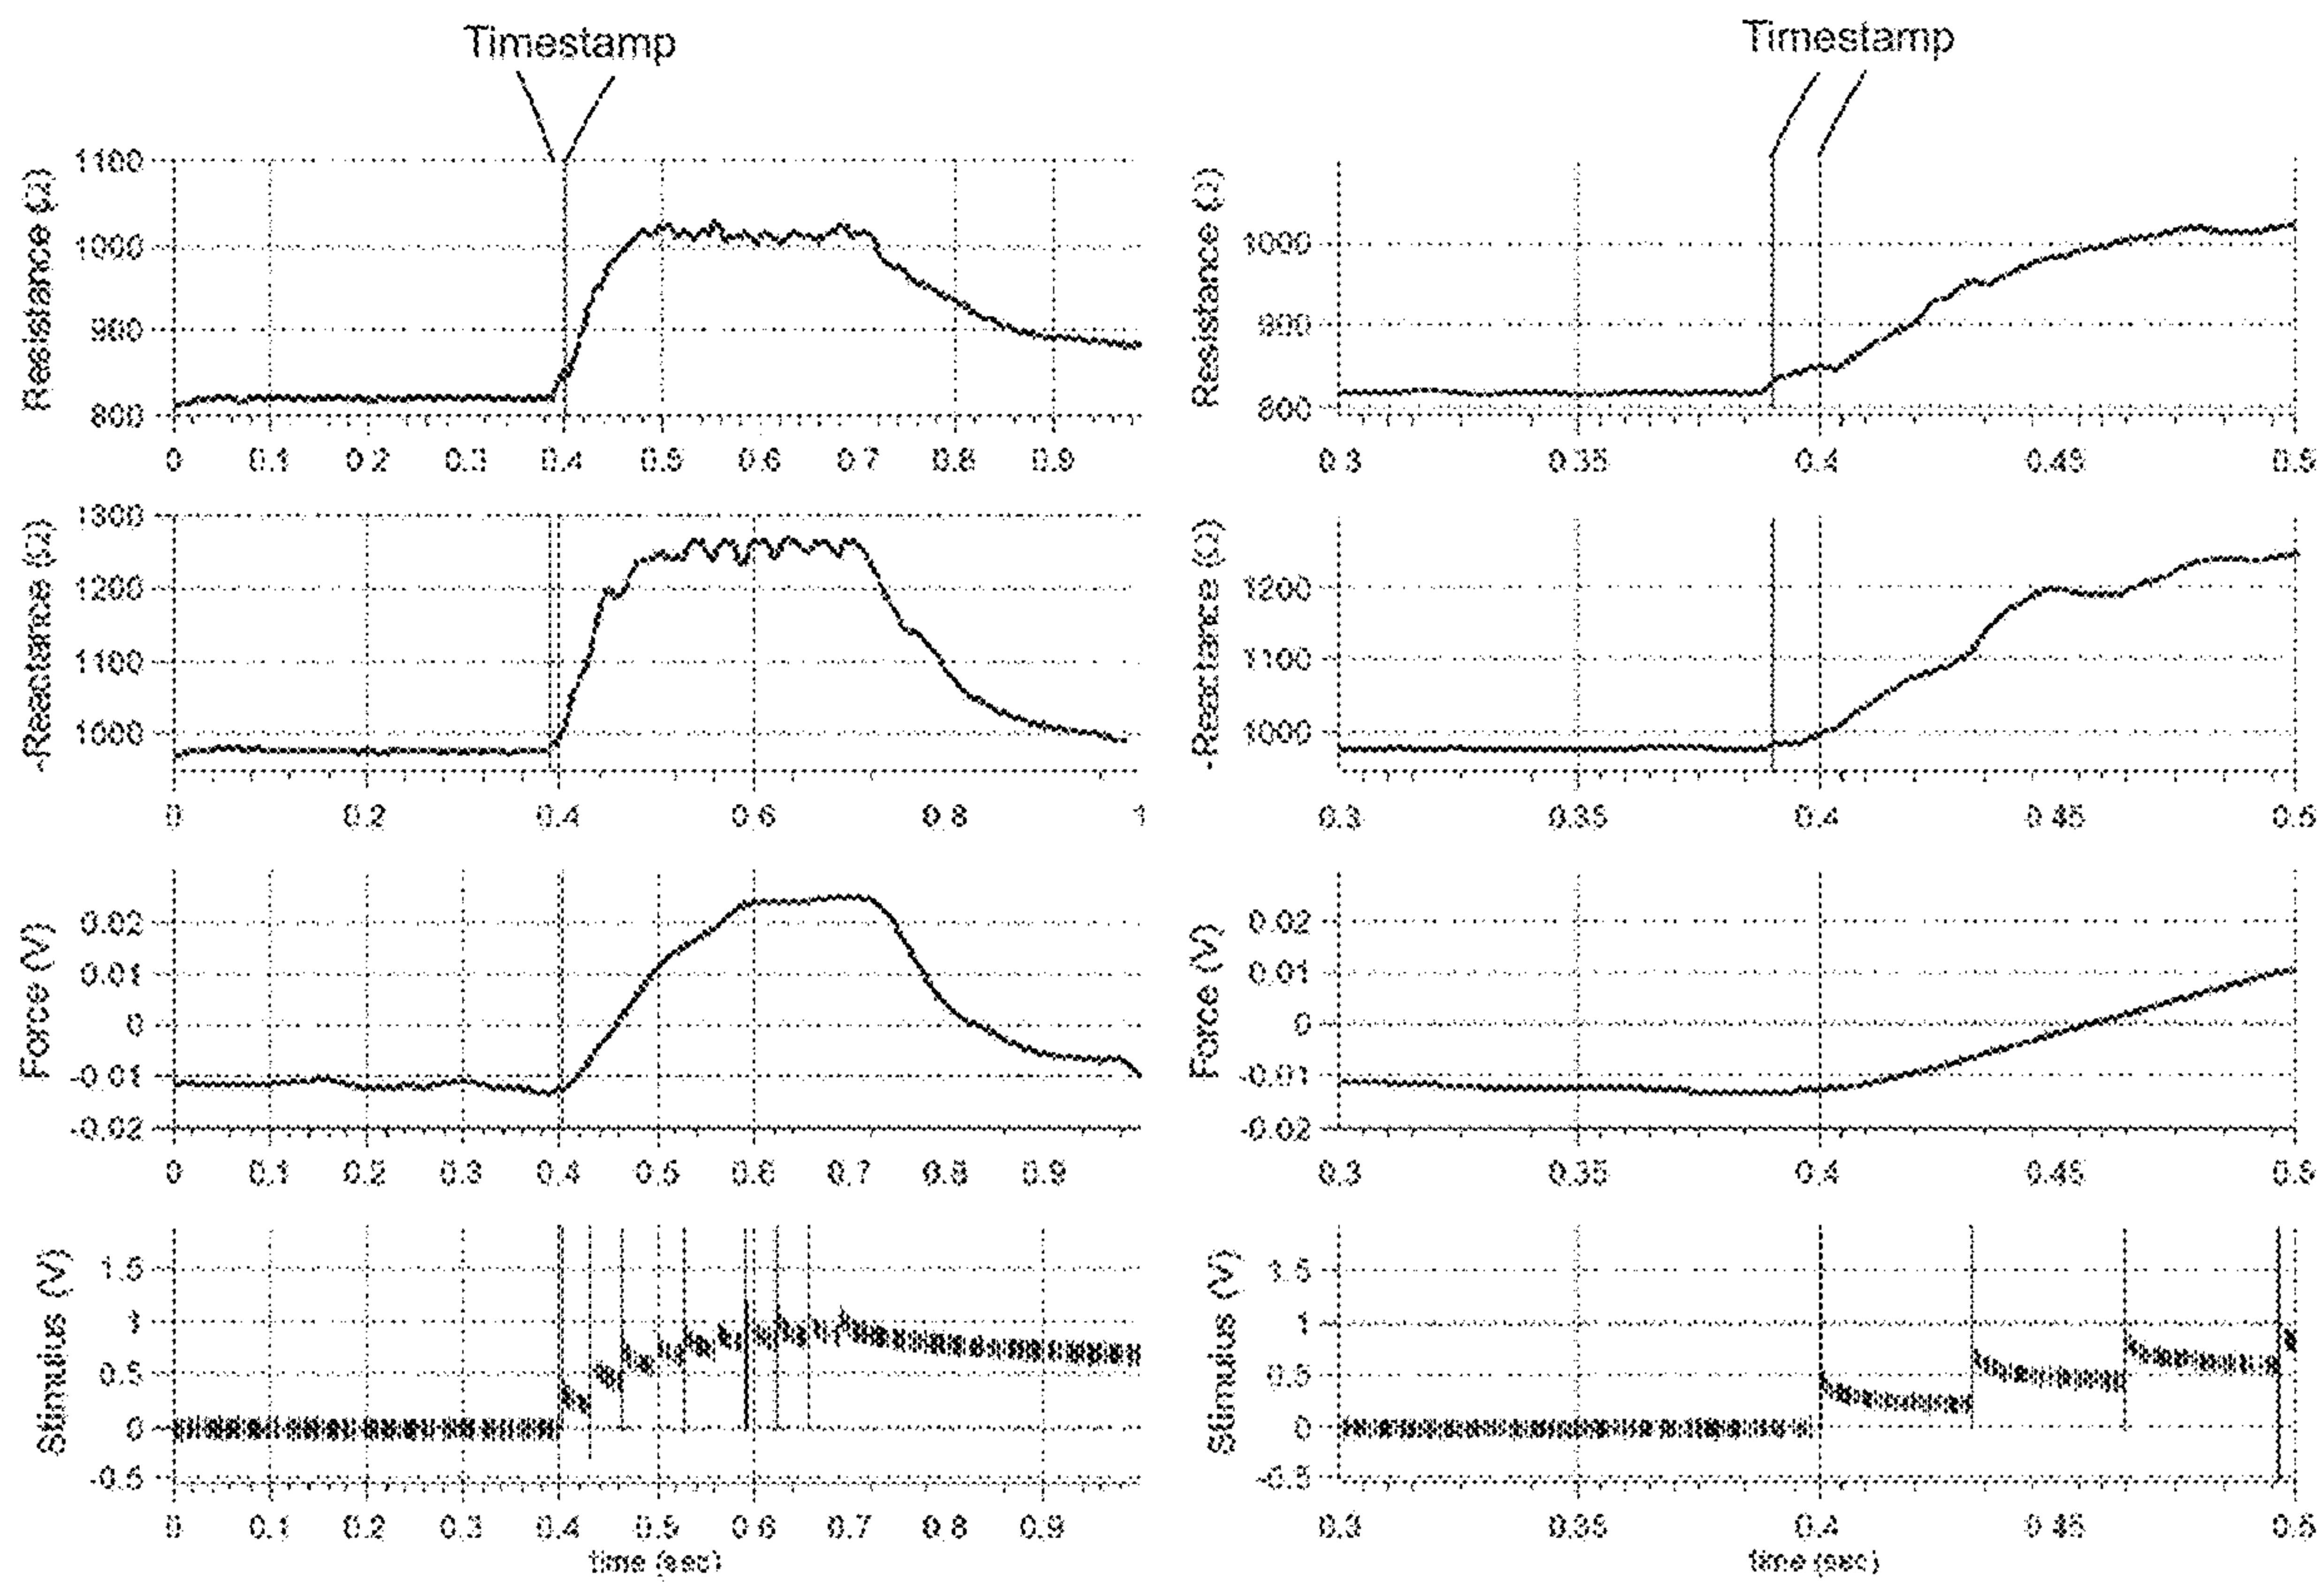 Timestamp
Timestamp
Resistance (Ω)
1100
1000
900
800
0 0.1 0.2 0.3 0.4 0.5 0.6 0.7 0.8 0.9
Resistance (Ω)
1000
900
800
0.3 0.35 0.4 0.45 0.5
-Reactance (Ω)
1300
1200
1100
1000
0 0.2 0.4 0.6 0.8 1
-Reactance (Ω)
1200
1100
1000
0.3 0.35 0.4 0.45 0.5
Force (V)
0.02
0.01
0
-0.01
-0.02
0 0.1 0.2 0.3 0.4 0.5 0.6 0.7 0.8 0.9
Force (V)
0.02
0.01
0
-0.01
-0.02
0.3 0.35 0.4 0.45 0.5
Stimulus (V)
1.5
1
0.5
0
-0.5
0 0.1 0.2 0.3 0.4 0.5 0.6 0.7 0.8 0.9
time (sec)
Stimulus (V)
1.5
1
0.5
0
-0.5
0.3 0.35 0.4 0.45 0.5
time (sec)